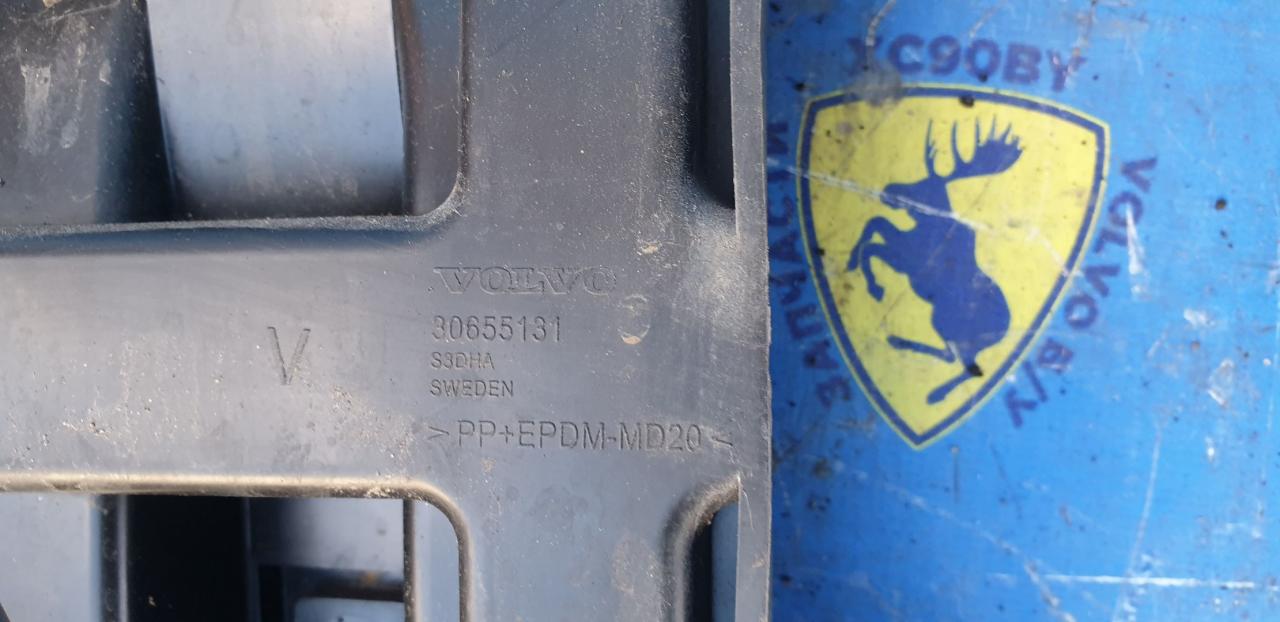 VOLVO
30655131
S3DHA
SWEDEN
>PP+EPDM-MD20<
V
XC90BY
ЗАПЧАСТИ
VOLVO Б/У